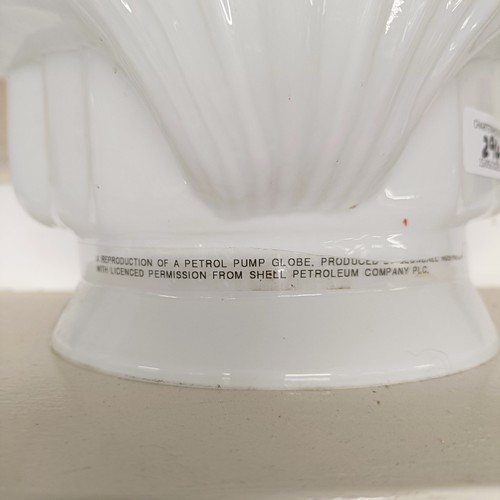 A REPRODUCTION OF A PETROL PUMP GLOBE, PRODUCED
WITH LICENCED PERMISSION FROM SHELL PETROLEUM COMPANY PLC,